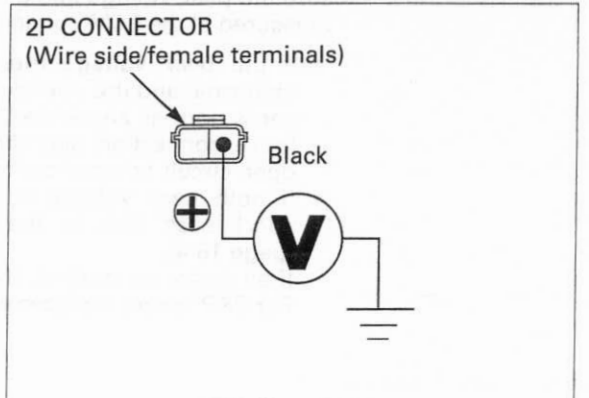 2P CONNECTOR
(Wire side/female terminals)
Black
+
V